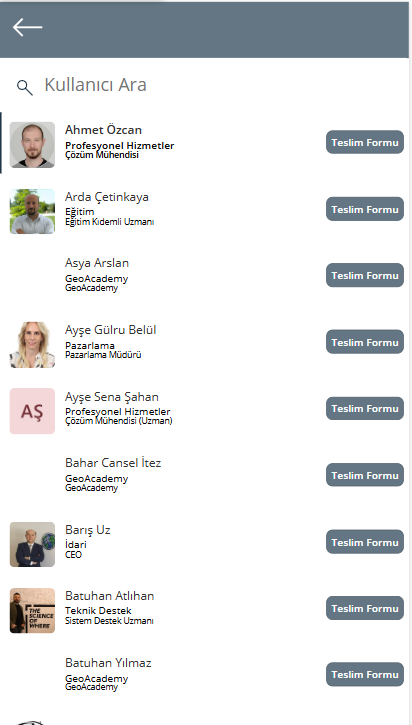 Kullanıcı Ara
Ahmet Özcan
Profesyonel Hizmetler
Çözüm Mühendisi
Teslim Formu
Arda Çetinkaya
Eğitim
Eğitim Kıdemli Uzmanı
Teslim Formu
Asya Arslan
GeoAcademy
GeoAcademy
Teslim Formu
Ayşe Gülru Belül
Pazarlama
Pazarlama Müdürü
Teslim Formu
AŞ
Ayşe Sena Şahan
Profesyonel Hizmetler
Çözüm Mühendisi (Uzman)
Teslim Formu
Bahar Cansel İtez
GeoAcademy
GeoAcademy
Teslim Formu
Barış Uz
İdari
CEO
Teslim Formu
THE
SCIENCE
OF
WHERE
Batuhan Atlıhan
Teknik Destek
Sistem Destek Uzmanı
Teslim Formu
Batuhan Yılmaz
GeoAcademy
GeoAcademy
Teslim Formu